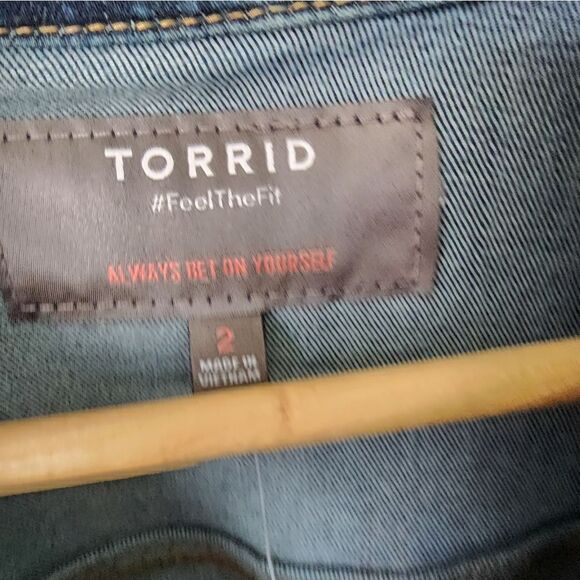 TORRID
#FeelTheFit
ALWAYS BET ON YOURSELF
2
MADE IN
VIETNAM